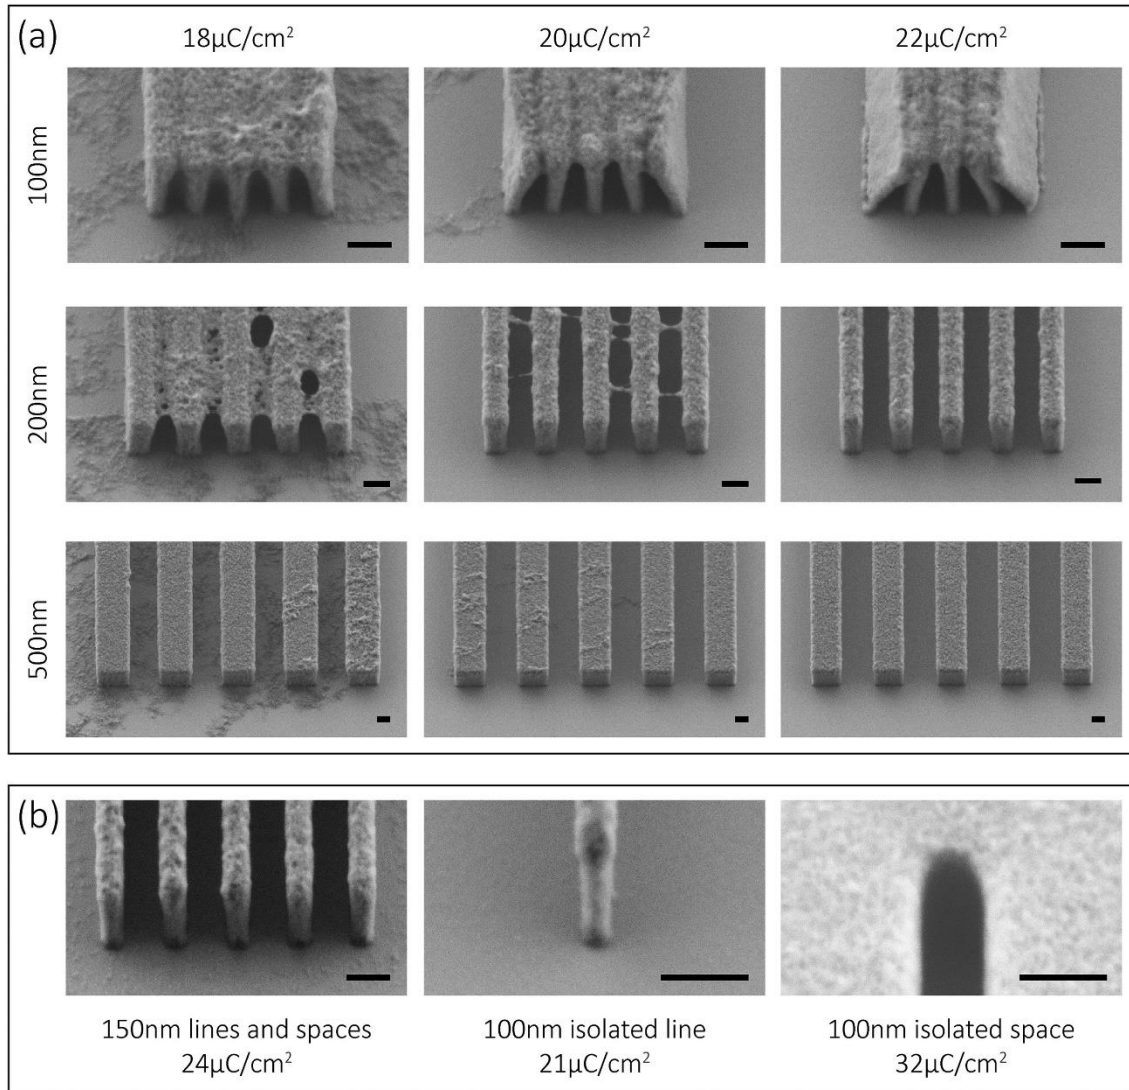 (a)
18µC/cm²
20µC/cm²
22µC/cm²
100nm
200nm
500nm
(b)
150nm lines and spaces
24µC/cm²
100nm isolated line
21µC/cm²
100nm isolated space
32µC/cm²